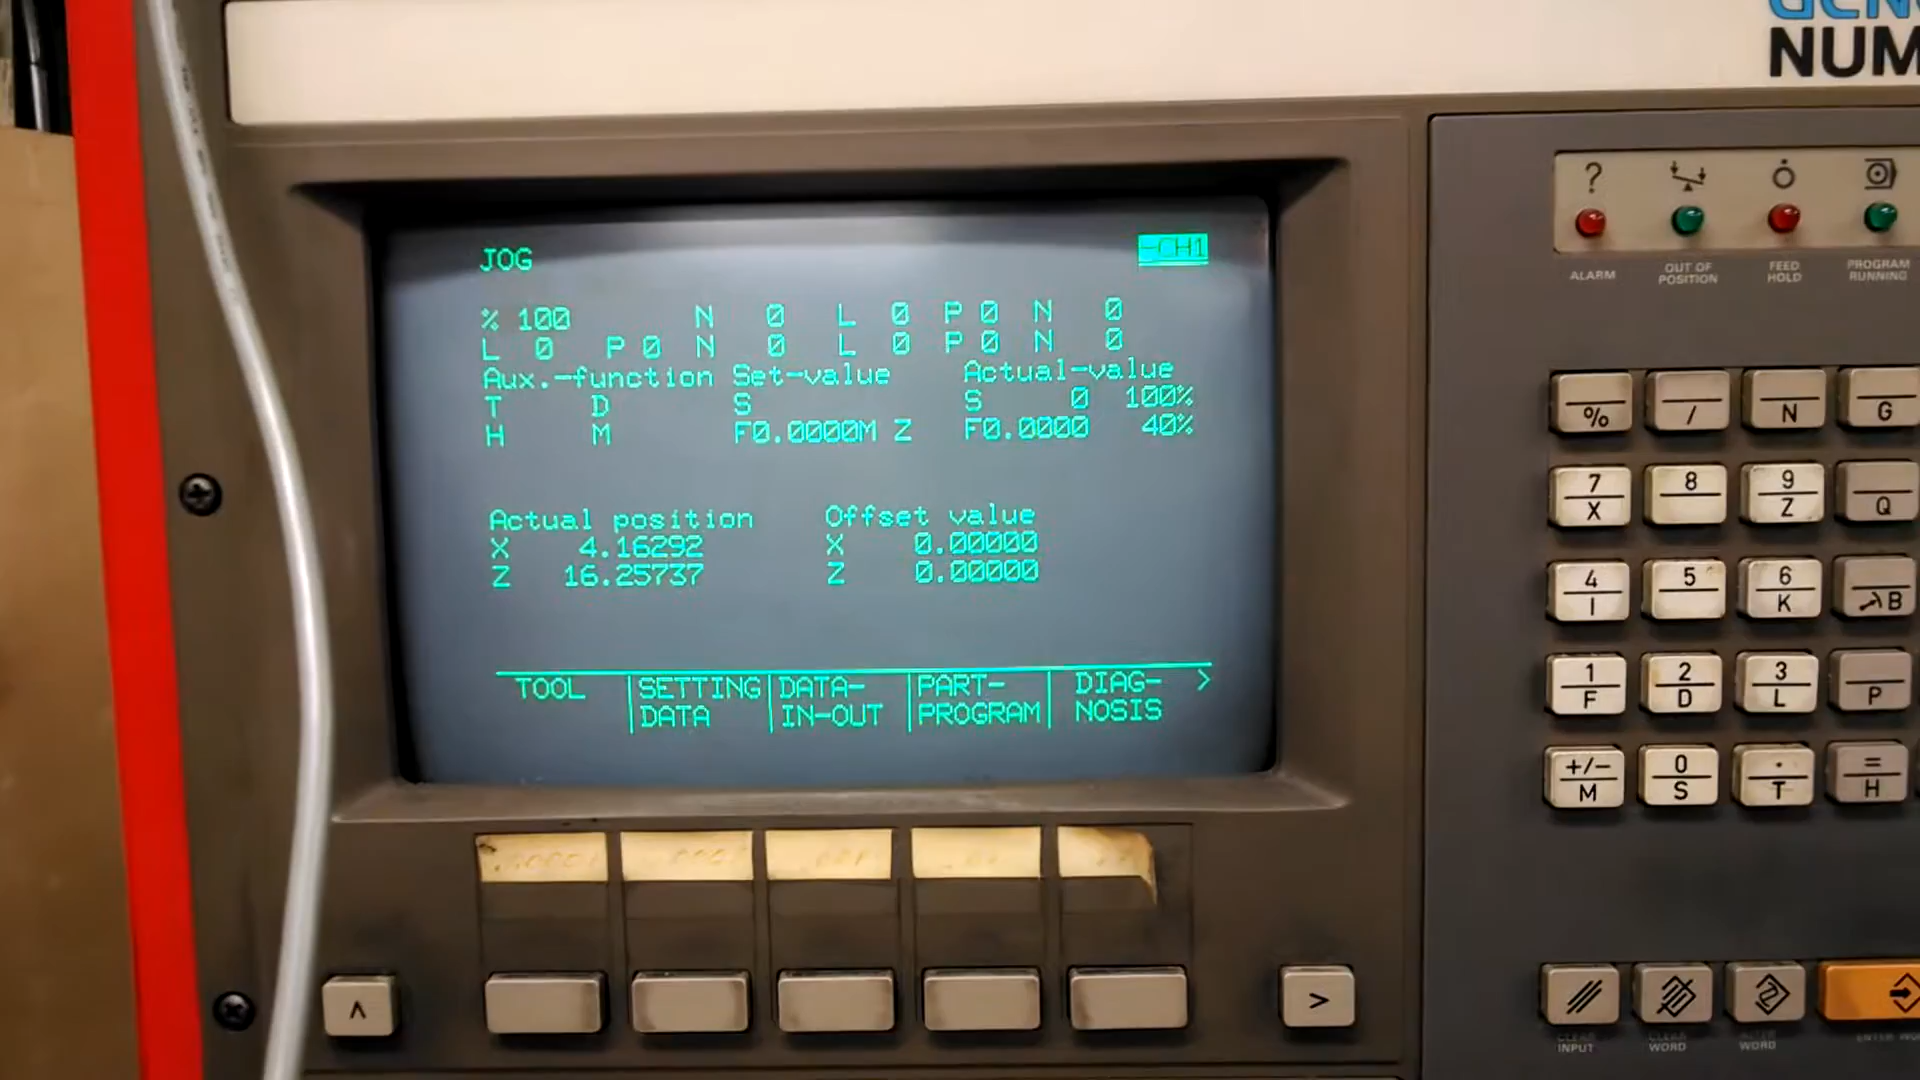 NUM
JOG
-CH1
% 100 N 0 L 0 P 0 N 0
L 0 P 0 N 0 L 0 P 0 N 0
Aux.-function Set-value Actual-value
T D S S 0 100%
H M F0.0000M Z F0.0000 40%
Actual position Offset value
X 4.16292 X 0.00000
Z 16.25737 Z 0.00000
TOOL SETTING DATA- PART- DIAG- >
DATA IN-OUT PROGRAM NOSIS
^ >
?
ALARM
OUT OF
POSITION
FEED
HOLD
PROGRAM
RUNNING
% / N G
7 8 9
X Z Q
4 5 6
I K B
1 2 3
F D L P
+/- 0 . =
M S T H
CLEAR
INPUT
CLEAR
WORD
WORD
ENTER